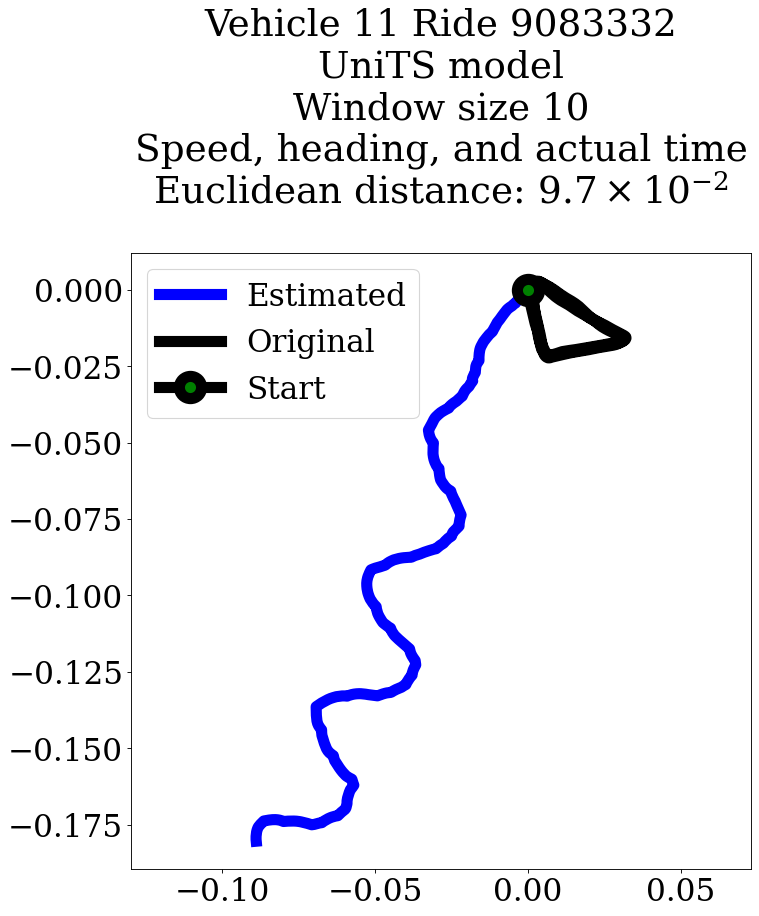 Vehicle 11 Ride 9083332
UniTS model
Window size 10
Speed, heading, and actual time
Euclidean distance: 9.7 × 10⁻²
Estimated
Original
Start
0.000
−0.025
−0.050
−0.075
−0.100
−0.125
−0.150
−0.175
−0.10
−0.05
0.00
0.05